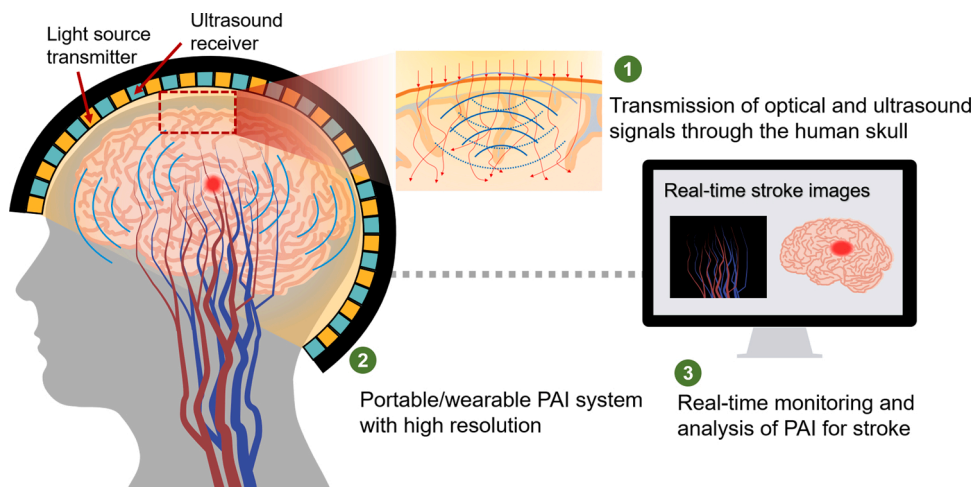 Light source
transmitter
Ultrasound
receiver
1
Transmission of optical and ultrasound
signals through the human skull
Real-time stroke images
2
Portable/wearable PAI system
with high resolution
3
Real-time monitoring and
analysis of PAI for stroke